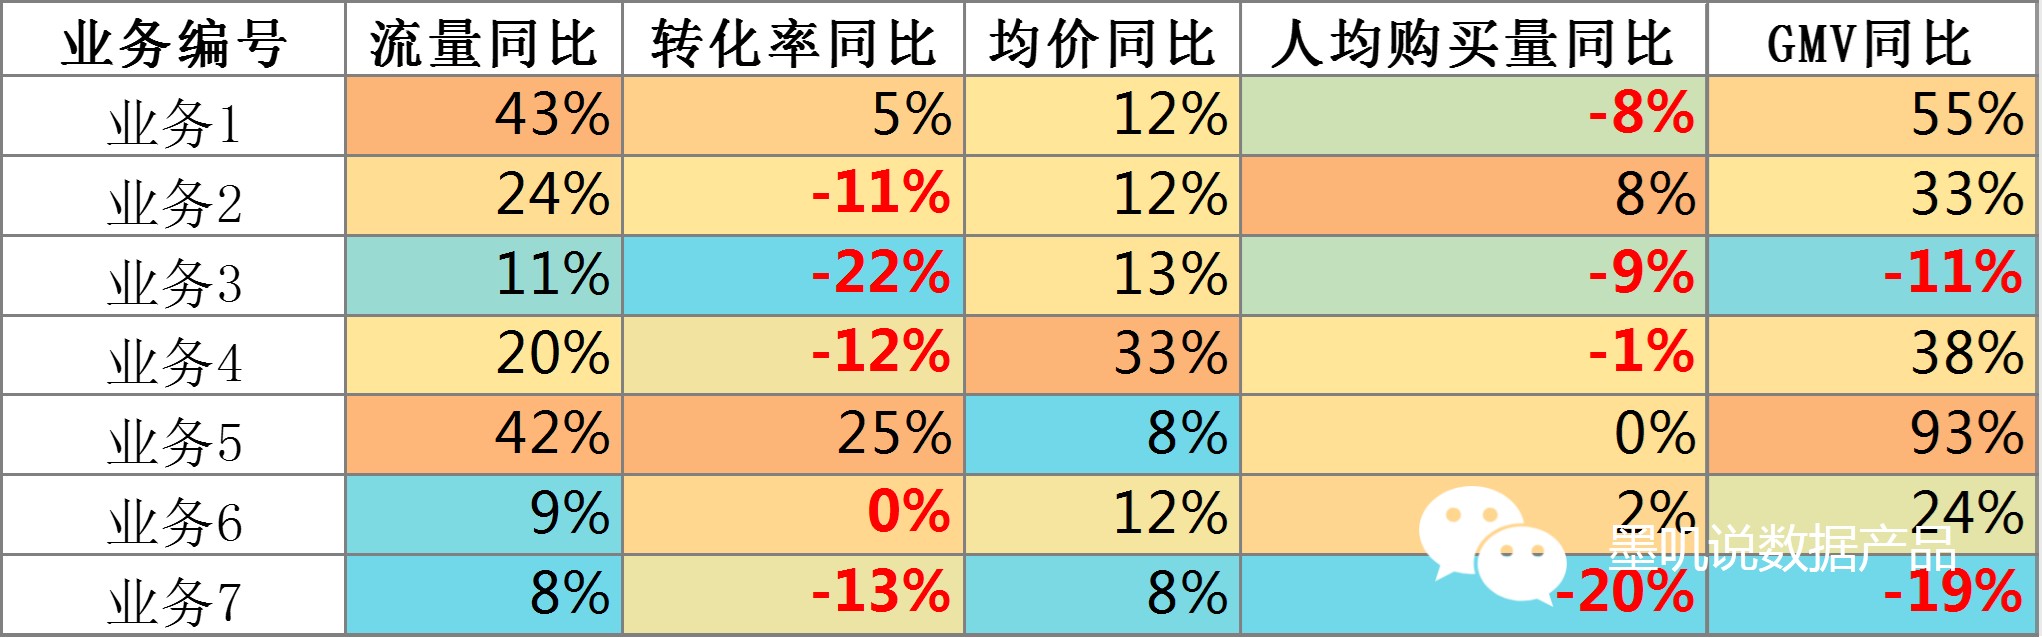 业务编号 流量同比 转化率同比 均价同比 人均购买量同比 GMV同比
业务1 43% 5% 12% -8% 55%
业务2 24% -11% 12% 8% 33%
业务3 11% -22% 13% -9% -11%
业务4 20% -12% 33% -1% 38%
业务5 42% 25% 8% 0% 93%
业务6 9% 0% 12% 2% 24%
墨叽说数据产品
业务7 8% -13% 8% -20% -19%